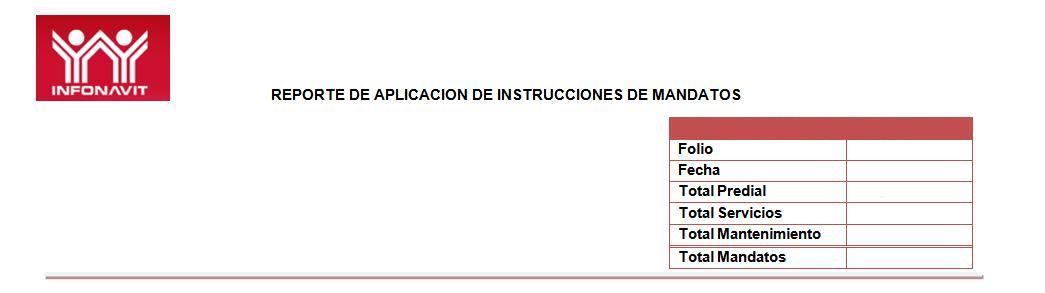 INFONAVIT
REPORTE DE APLICACION DE INSTRUCCIONES DE MANDATOS
Folio
Fecha
Total Predial
Total Servicios
Total Mantenimiento
Total Mandatos